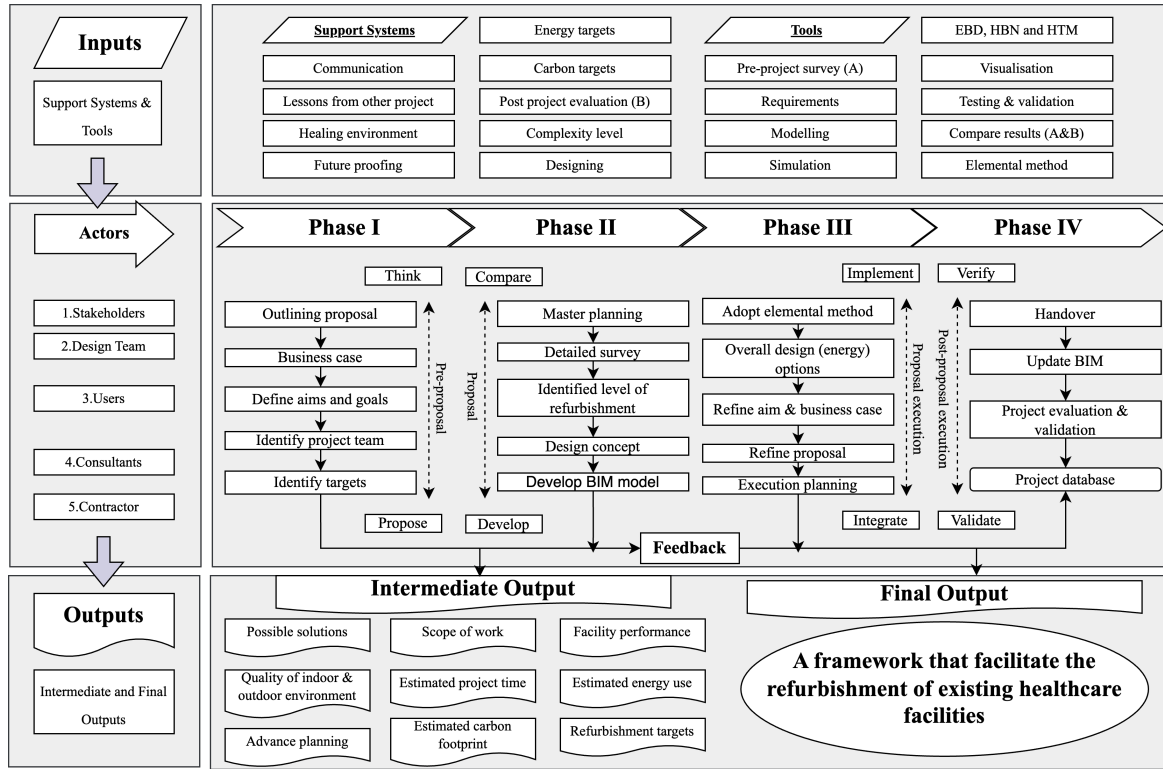 Inputs
Support Systems &
Tools
Support Systems
Energy targets
Tools
EBD, HBN and HTM
Communication
Carbon targets
Pre-project survey (A)
Visualisation
Lessons from other project
Post project evaluation (B)
Requirements
Testing & validation
Healing environment
Complexity level
Modelling
Compare results (A&B)
Future proofing
Designing
Simulation
Elemental method
Actors
1.Stakeholders
2.Design Team
3.Users
4.Consultants
5.Contractor
Phase I
Phase II
Phase III
Phase IV
Think
Outlining proposal
Business case
Define aims and goals
Identify project team
Identify targets
Pre-proposal
Propose
Compare
Proposal
Master planning
Detailed survey
Identified level of
refurbishment
Design concept
Develop BIM model
Develop
Implement
Adopt elemental method
Overall design (energy)
options
Refine aim & business case
Refine proposal
Execution planning
Proposal execution
Integrate
Verify
Post-proposal execution
Handover
Update BIM
Project evaluation &
validation
Project database
Validate
Feedback
Outputs
Intermediate and Final
Outputs
Intermediate Output
Possible solutions
Scope of work
Facility performance
Quality of indoor &
outdoor environment
Estimated project time
Estimated energy use
Advance planning
Estimated carbon
footprint
Refurbishment targets
Final Output
A framework that facilitate the
refurbishment of existing healthcare
facilities